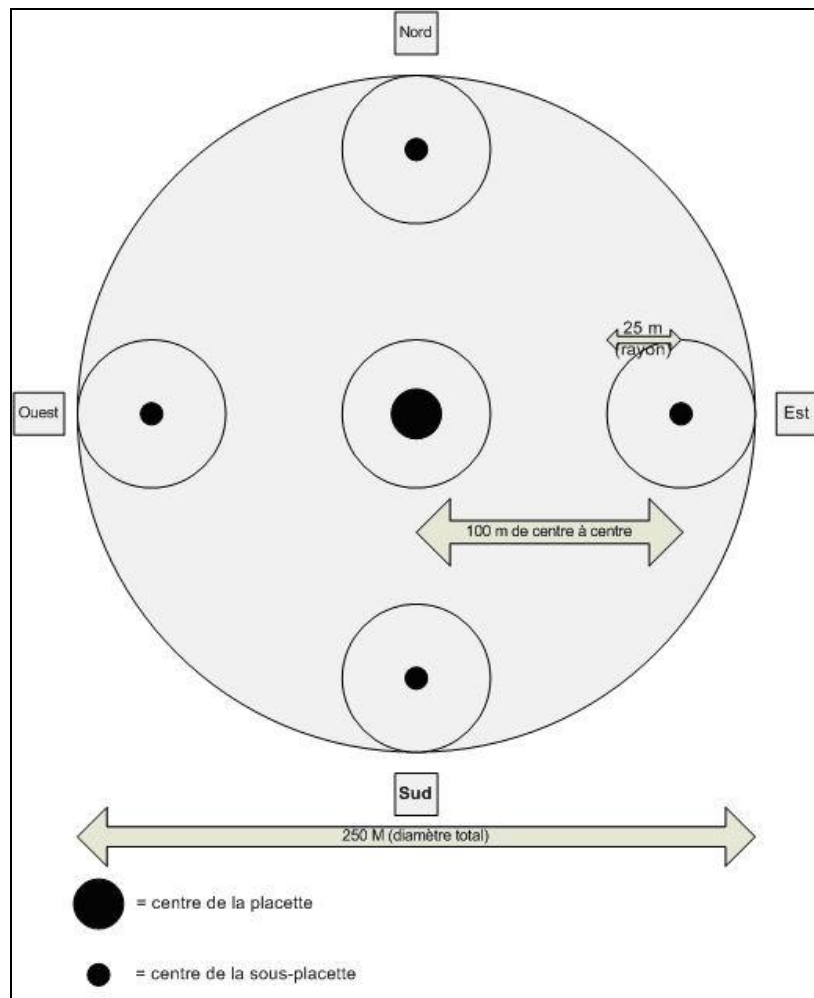 Nord
25 m
(rayon)
Ouest
Est
100 m de centre à centre
Sud
250 M (diamètre total)
= centre de la placette
= centre de la sous-placette